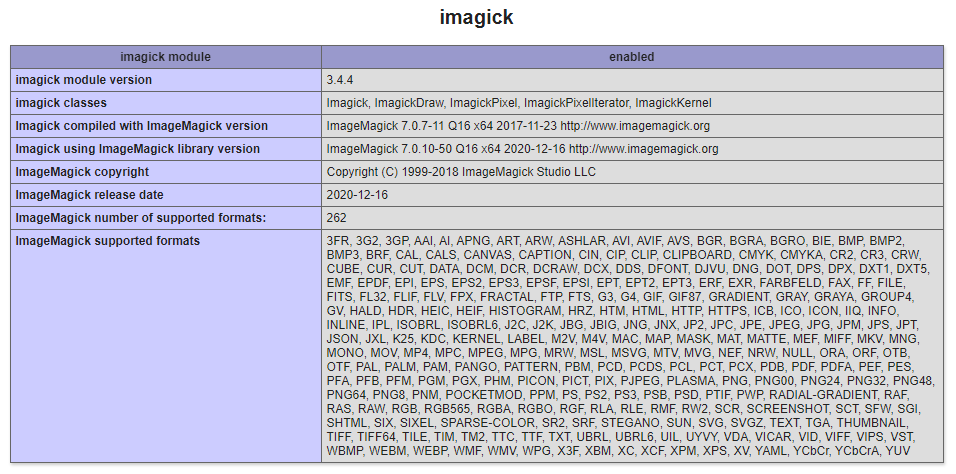 imagick
imagick module enabled
imagick module version 3.4.4
imagick classes Imagick, ImagickDraw, ImagickPixel, ImagickPixelIterator, ImagickKernel
Imagick compiled with ImageMagick version ImageMagick 7.0.7-11 Q16 x64 2017-11-23 http://www.imagemagick.org
Imagick using ImageMagick library version ImageMagick 7.0.10-50 Q16 x64 2020-12-16 http://www.imagemagick.org
ImageMagick copyright Copyright (C) 1999-2018 ImageMagick Studio LLC
ImageMagick release date 2020-12-16
ImageMagick number of supported formats: 262
ImageMagick supported formats 3FR, 3G2, 3GP, AAI, AI, APNG, ART, ARW, ASHLAR, AVI, AVIF, AVS, BGR, BGRA, BGRO, BIE, BMP, BMP2,
BMP3, BRF, CAL, CALS, CANVAS, CAPTION, CIN, CIP, CLIP, CLIPBOARD, CMYK, CMYKA, CR2, CR3, CRW,
CUBE, CUR, CUT, DATA, DCM, DCR, DCRAW, DCX, DDS, DFONT, DJVU, DNG, DOT, DPS, DPX, DXT1, DXT5,
EMF, EPDF, EPI, EPS, EPS2, EPS3, EPSF, EPSI, EPT, EPT2, EPT3, ERF, EXR, FARBFELD, FAX, FF, FILE,
FITS, FL32, FLIF, FLV, FPX, FRACTAL, FTP, FTS, G3, G4, GIF, GIF87, GRADIENT, GRAY, GRAYA, GROUP4,
GV, HALD, HDR, HEIC, HEIF, HISTOGRAM, HRZ, HTM, HTML, HTTP, HTTPS, ICB, ICO, ICON, IIQ, INFO,
INLINE, IPL, ISOBRL, ISOBRL6, J2C, J2K, JBG, JBIG, JNG, JNX, JP2, JPC, JPE, JPEG, JPG, JPM, JPS, JPT,
JSON, JXL, K25, KDC, KERNEL, LABEL, M2V, M4V, MAC, MAP, MASK, MAT, MATTE, MEF, MIFF, MKV, MNG,
MONO, MOV, MP4, MPC, MPEG, MPG, MRW, MSL, MSVG, MTV, MVG, NEF, NRW, NULL, ORA, ORF, OTB,
OTF, PAL, PALM, PAM, PANGO, PATTERN, PBM, PCD, PCDS, PCL, PCT, PCX, PDB, PDF, PDFA, PEF, PES,
PFA, PFB, PFM, PGM, PGX, PHM, PICON, PICT, PIX, PJPEG, PLASMA, PNG, PNG00, PNG24, PNG32, PNG48,
PNG64, PNG8, PNM, POCKETMOD, PPM, PS, PS2, PS3, PSB, PSD, PTIF, PWP, RADIAL-GRADIENT, RAF,
RAS, RAW, RGB, RGB565, RGBA, RGBO, RGF, RLA, RLE, RMF, RW2, SCR, SCREENSHOT, SCT, SFW, SGI,
SHTML, SIX, SIXEL, SPARSE-COLOR, SR2, SRF, STEGANO, SUN, SVG, SVGZ, TEXT, TGA, THUMBNAIL,
TIFF, TIFF64, TILE, TIM, TM2, TTC, TTF, TXT, UBRL, UBRL6, UIL, UYVY, VDA, VICAR, VID, VIFF, VIPS, VST,
WBMP, WEBM, WEBP, WMF, WMV, WPG, X3F, XBM, XC, XCF, XPM, XPS, XV, YAML, YCbCr, YCbCrA, YUV